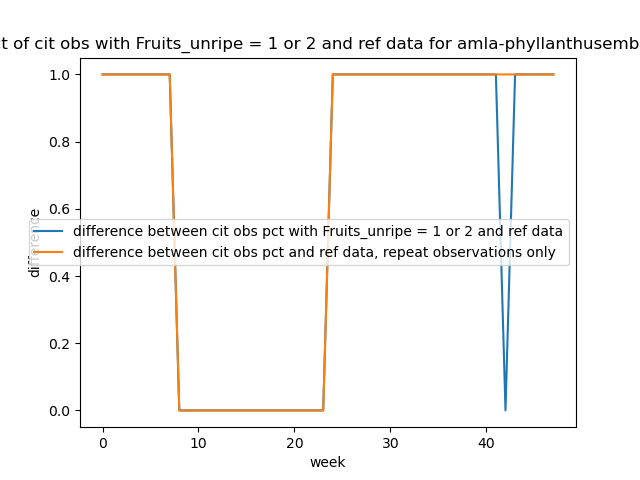 ct of cit obs with Fruits_unripe = 1 or 2 and ref data for amla-phyllanthusemb
1.0
0.8
0.6
0.4
0.2
0.0
difference
difference between cit obs pct with Fruits_unripe = 1 or 2 and ref data
difference between cit obs pct and ref data, repeat observations only
0 10 20 30 40
week